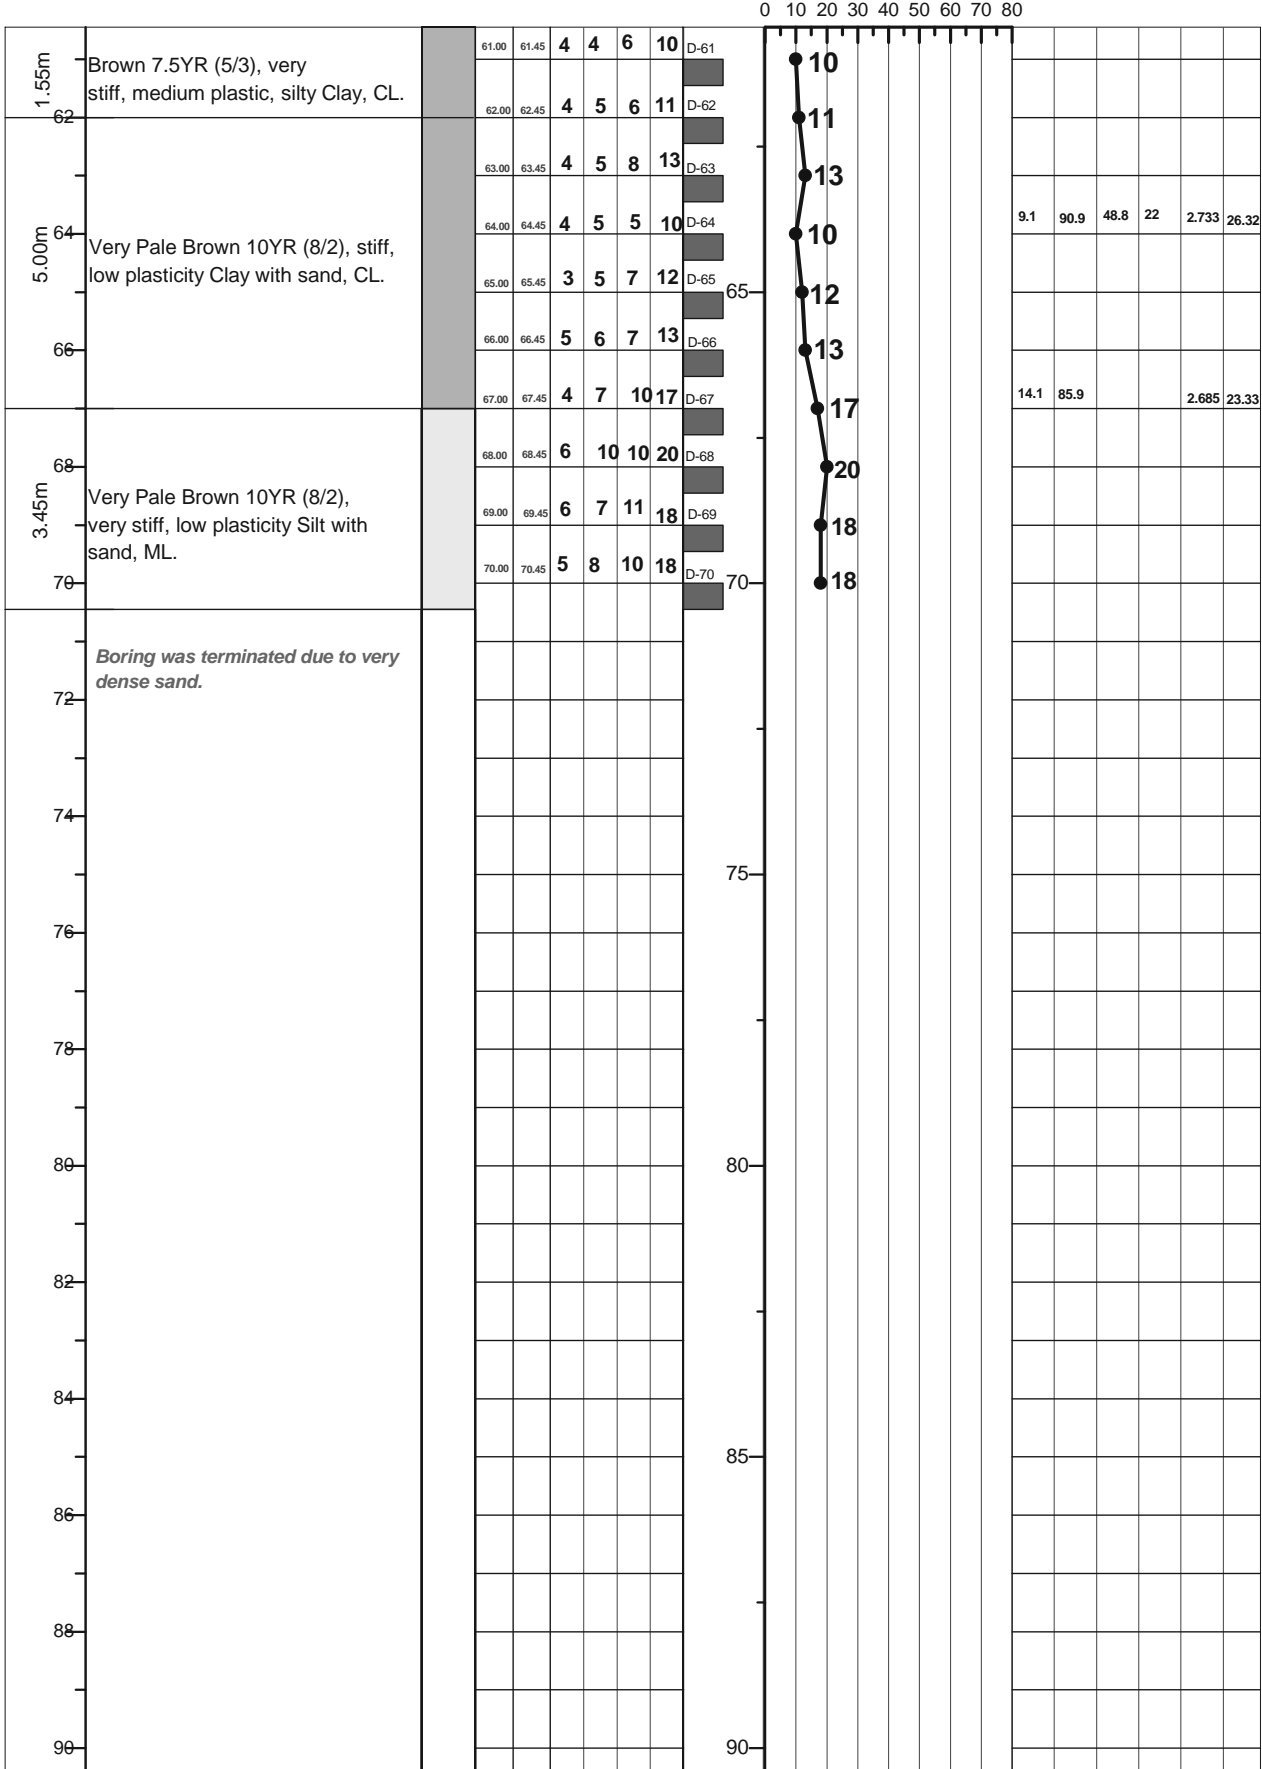 0 10 20 30 40 50 60 70 80
61.00 61.45 4 4 6 10 D-61
10
1.55m
Brown 7.5YR (5/3), very
stiff, medium plastic, silty Clay, CL.
62.00 62.45 4 5 6 11 D-62
62
11
63.00 63.45 4 5 8 13 D-63
13
64.00 64.45 4 5 5 10 D-64
9.1 90.9 48.8 22 2.733 26.32
64
10
5.00m
Very Pale Brown 10YR (8/2), stiff,
low plasticity Clay with sand, CL.
65.00 65.45 3 5 7 12 D-65
65
12
66.00 66.45 5 6 7 13 D-66
66
13
67.00 67.45 4 7 10 17 D-67
14.1 85.9 2.685 23.33
17
68.00 68.45 6 10 10 20 D-68
68
20
3.45m
Very Pale Brown 10YR (8/2),
very stiff, low plasticity Silt with
sand, ML.
69.00 69.45 6 7 11 18 D-69
18
70.00 70.45 5 8 10 18 D-70
70
70
18
Boring was terminated due to very
dense sand.
72
74
75
76
78
80
80
82
84
85
86
88
90
90